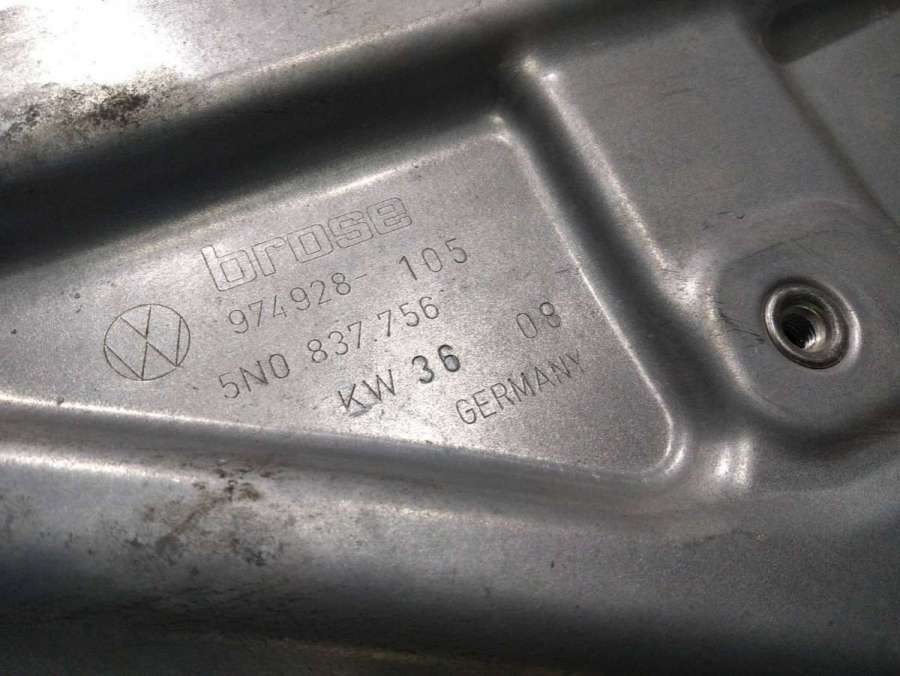 brose
974928- 105
5N0 837.756
KW 36 08
GERMANY